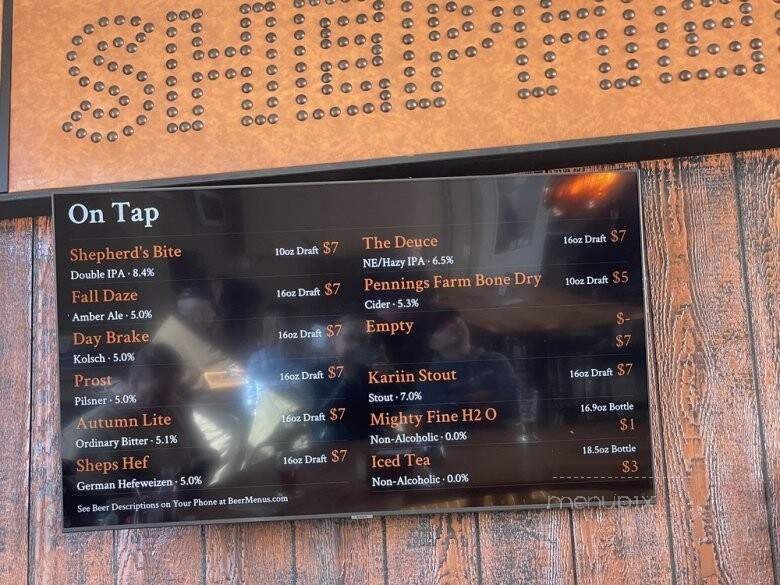 SHEPHE
On Tap
Shepherd's Bite 10oz Draft $7
Double IPA · 8.4%
Fall Daze 16oz Draft $7
Amber Ale · 5.0%
Day Brake 16oz Draft $7
Kolsch · 5.0%
Prost 16oz Draft $7
Pilsner · 5.0%
Autumn Lite 16oz Draft $7
Ordinary Bitter · 5.1%
Sheps Hef 16oz Draft $7
German Hefeweizen · 5.0%
See Beer Descriptions on Your Phone at BeerMenus.com
The Deuce 16oz Draft $7
NE/Hazy IPA · 6.5%
Pennings Farm Bone Dry 10oz Draft $5
Cider · 5.3%
Empty $-
$7
Kariin Stout 16oz Draft $7
Stout · 7.0%
Mighty Fine H2 O 16.9oz Bottle
Non-Alcoholic · 0.0% $1
Iced Tea 18.5oz Bottle
Non-Alcoholic · 0.0% $3
menupix